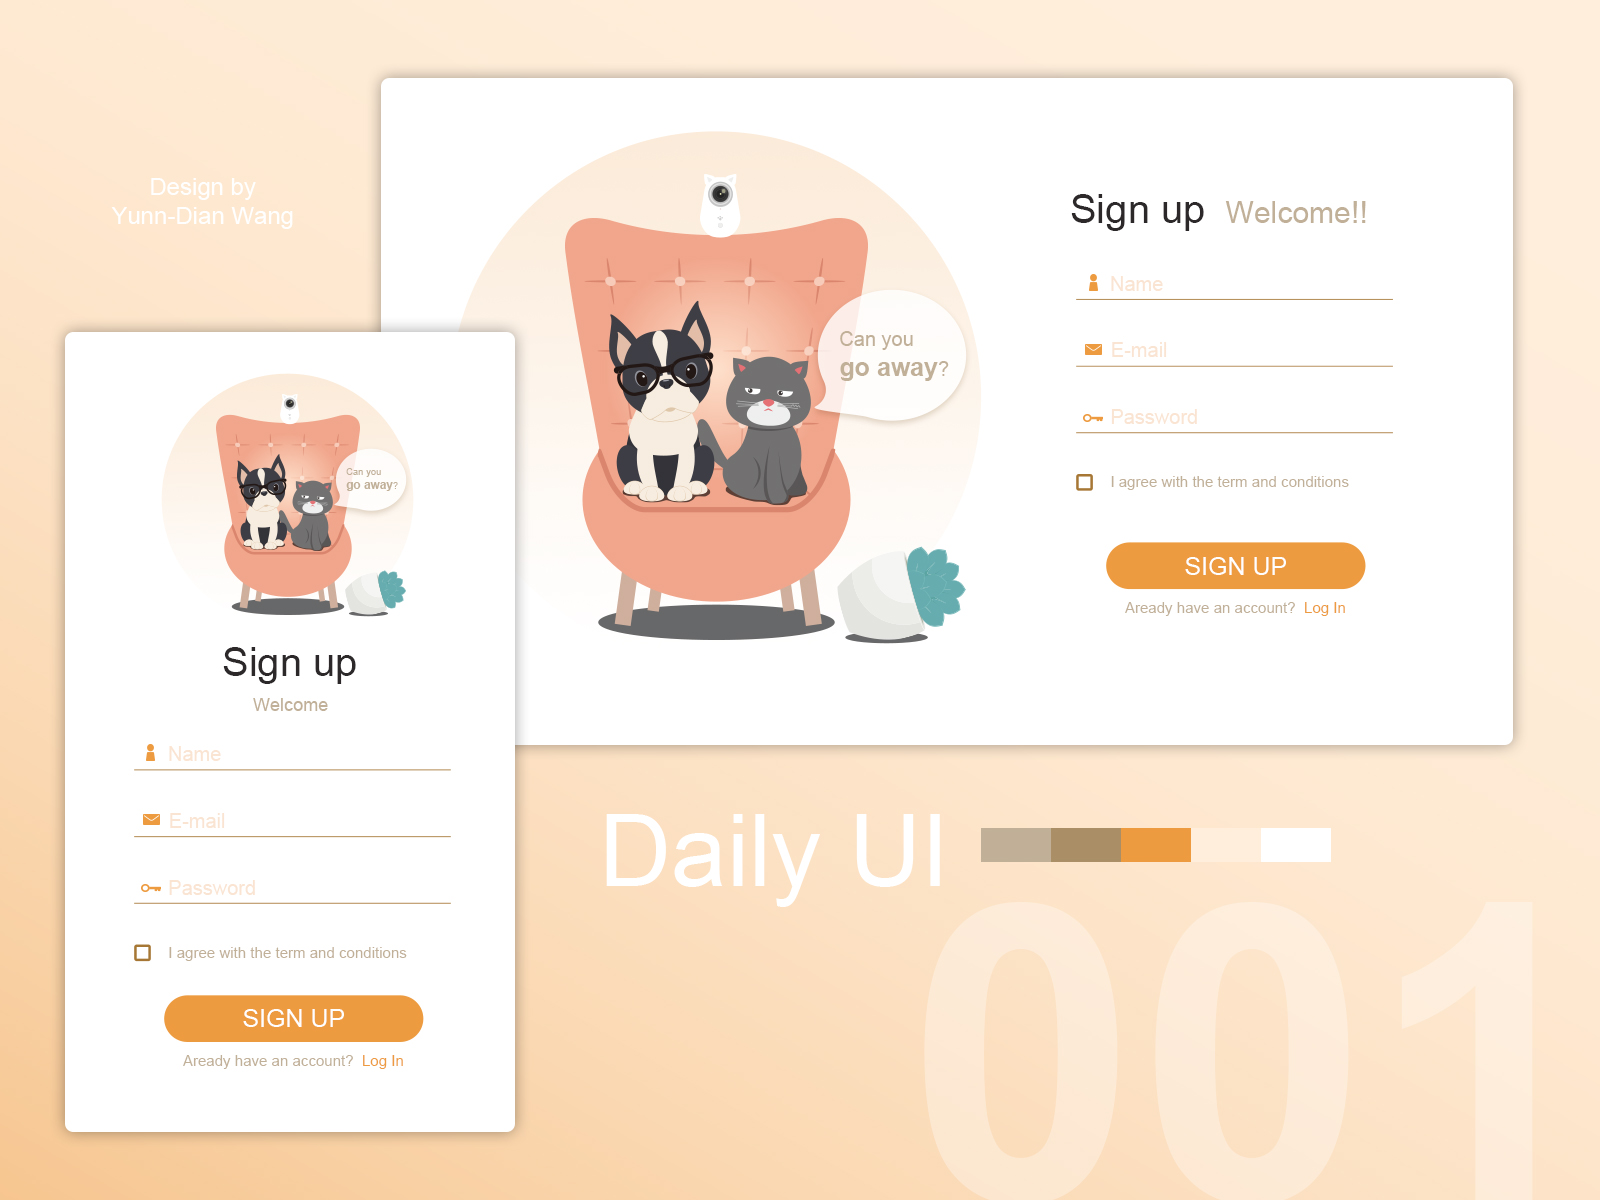 Design by
Yunn-Dian Wang
Can you
go away?
Sign up Welcome!!
Name
E-mail
Password
I agree with the term and conditions
SIGN UP
Aready have an account? Log In
Can you
go away?
Sign up
Welcome
Name
E-mail
Password
I agree with the term and conditions
SIGN UP
Aready have an account? Log In
Daily UI
001